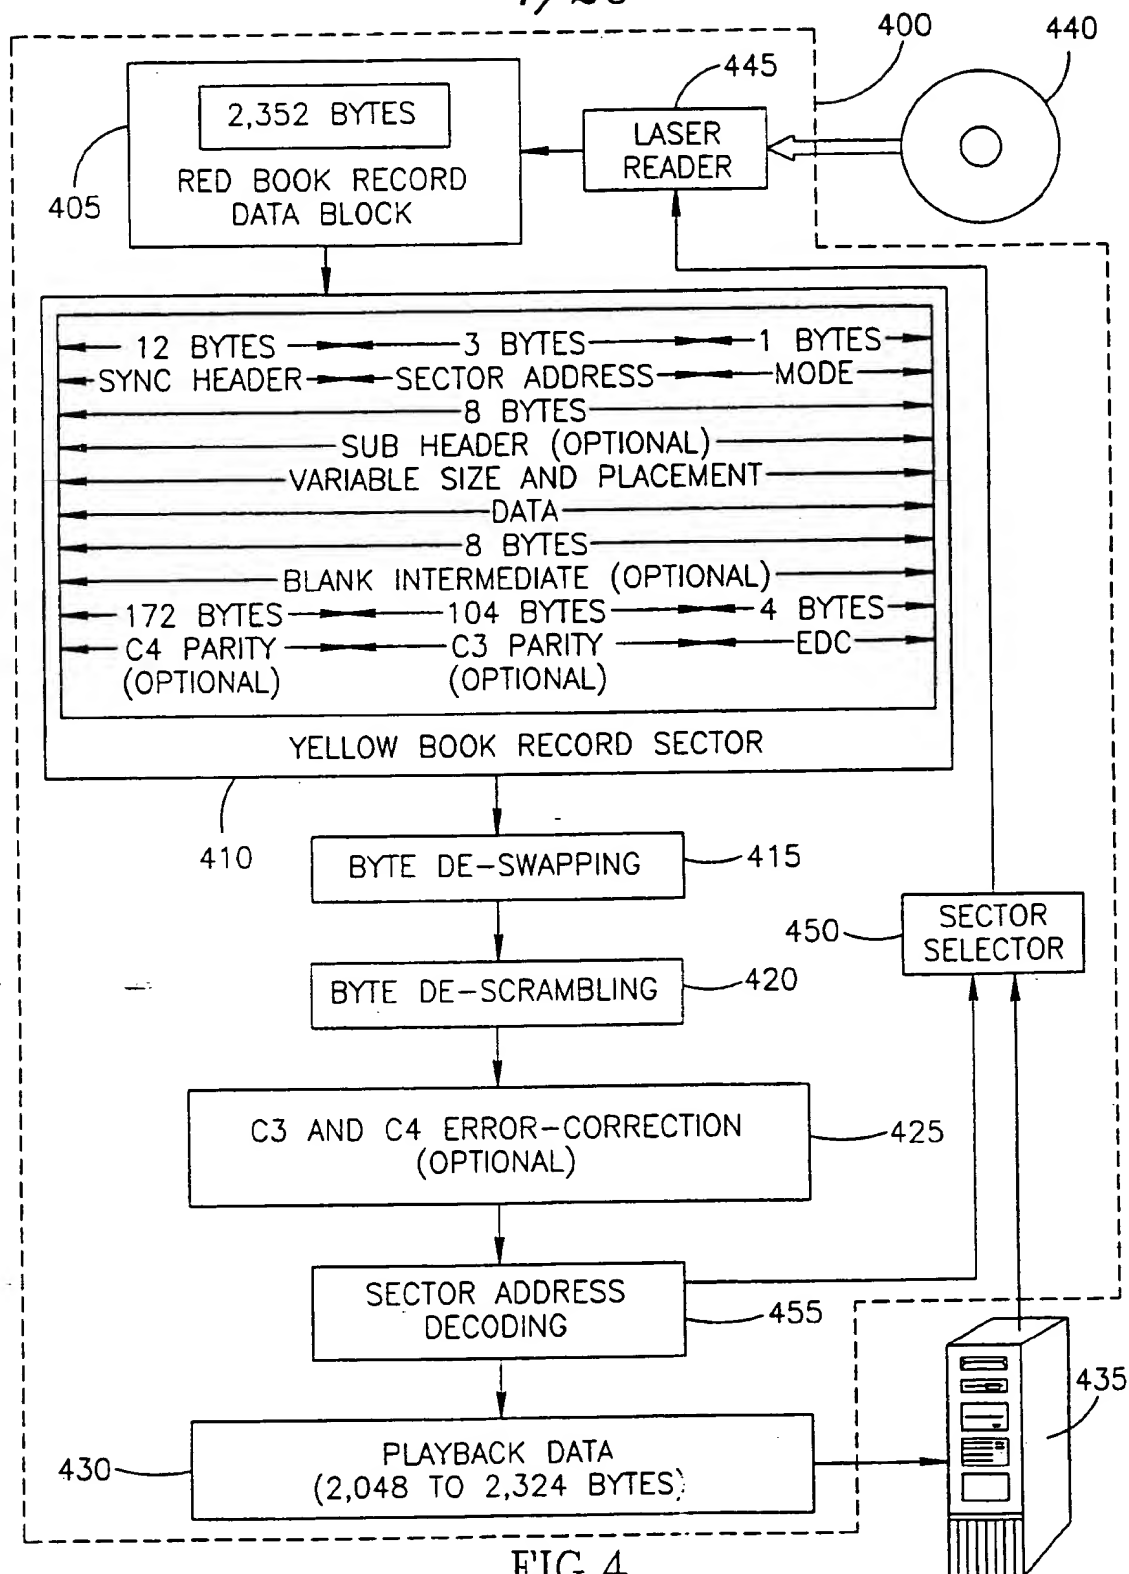 400
440
445
2,352 BYTES
RED BOOK RECORD
DATA BLOCK
405
LASER
READER
12 BYTES 3 BYTES 1 BYTES
SYNC HEADER SECTOR ADDRESS MODE
8 BYTES
SUB HEADER (OPTIONAL)
VARIABLE SIZE AND PLACEMENT
DATA
8 BYTES
BLANK INTERMEDIATE (OPTIONAL)
172 BYTES 104 BYTES 4 BYTES
C4 PARITY C3 PARITY EDC
(OPTIONAL) (OPTIONAL)
YELLOW BOOK RECORD SECTOR
410
BYTE DE-SWAPPING
415
450
SECTOR
SELECTOR
BYTE DE-SCRAMBLING
420
C3 AND C4 ERROR-CORRECTION
(OPTIONAL)
425
SECTOR ADDRESS
DECODING
455
435
430
PLAYBACK DATA
(2,048 TO 2,324 BYTES)
FIG. 4